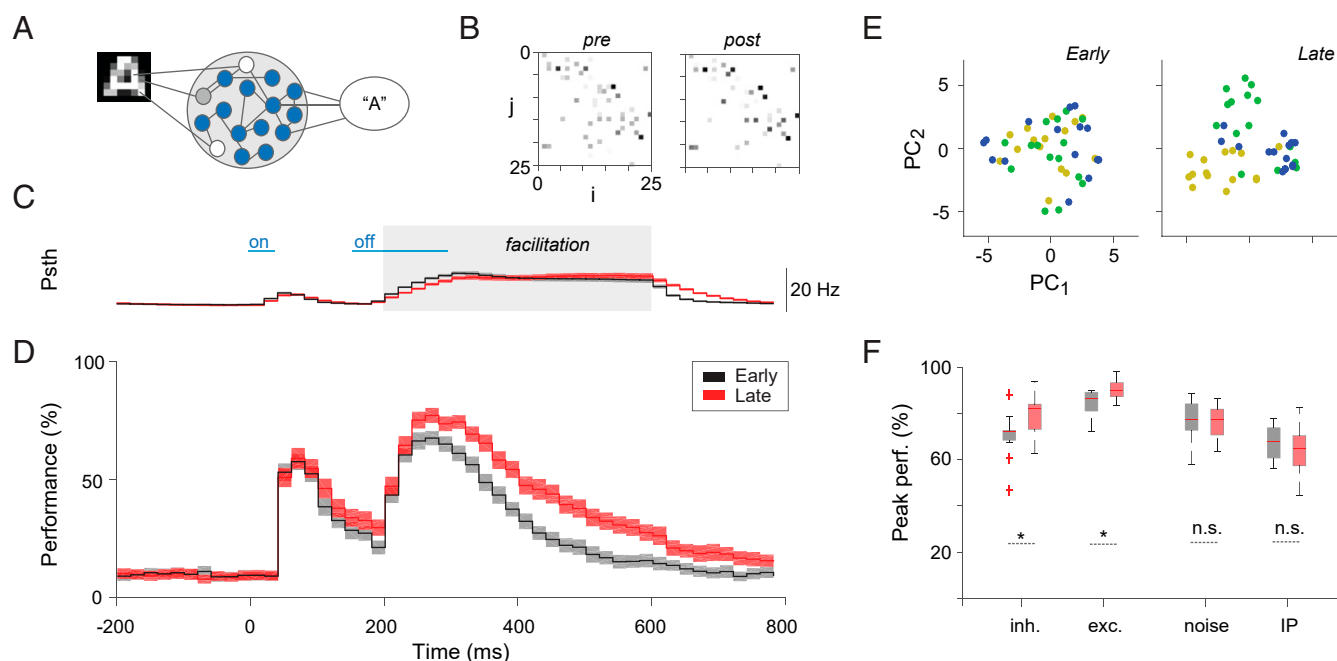 A
"A"
B
pre
post
0
j
25
0
i
25
C
Psth
on
off
facilitation
20 Hz
D
Performance (%)
100
50
0
-200
0
200
400
600
800
Time (ms)
Early
Late
E
Early
Late
PC2
5
0
-5
-5
0
5
PC1
F
Peak perf. (%)
100
60
20
*
*
n.s.
n.s.
inh.
exc.
noise
IP